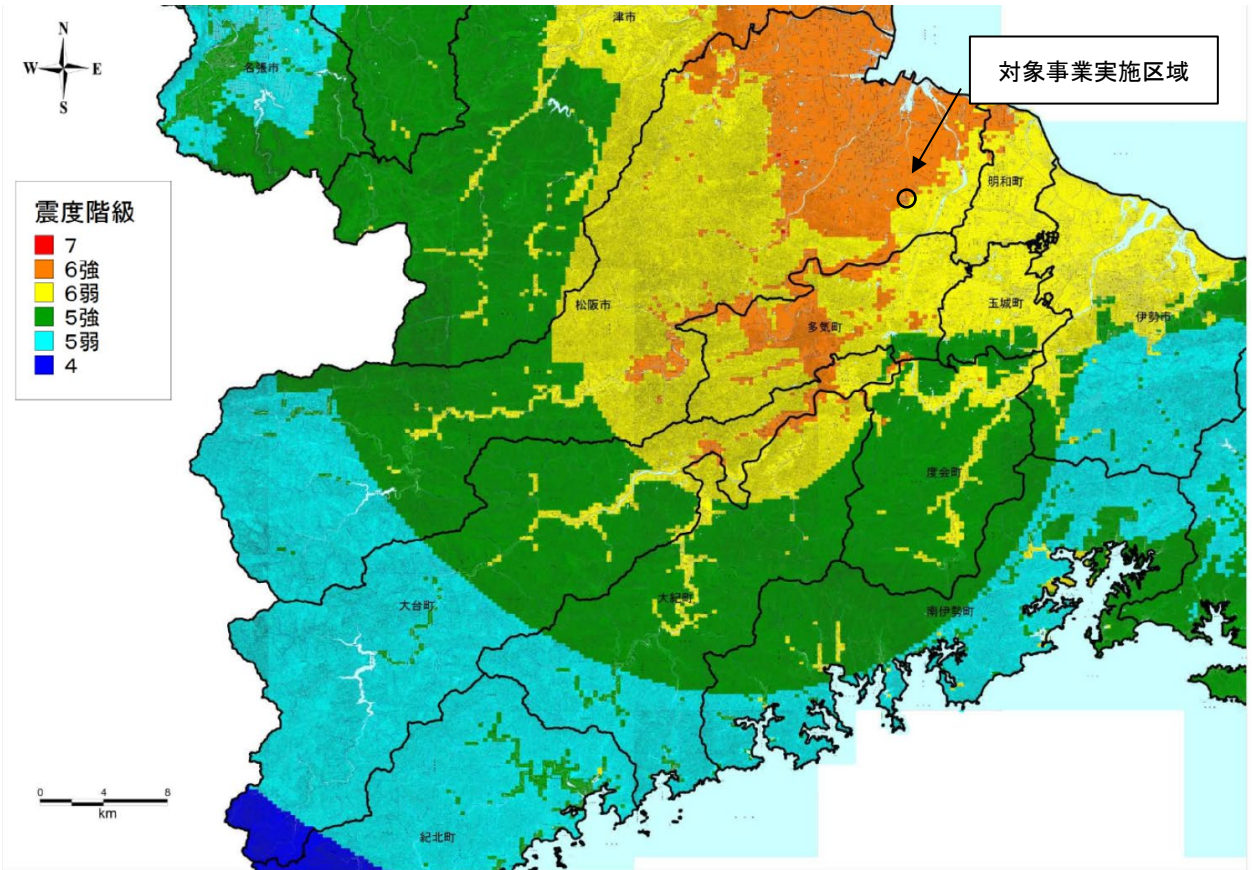 N
W
E
S
対象事業実施区域
震度階級
7
6強
6弱
5強
5弱
4
津市
名張市
明和町
松阪市
玉城町
伊勢市
多気町
度会町
大台町
大紀町
南伊勢町
紀北町
0 4 8
km